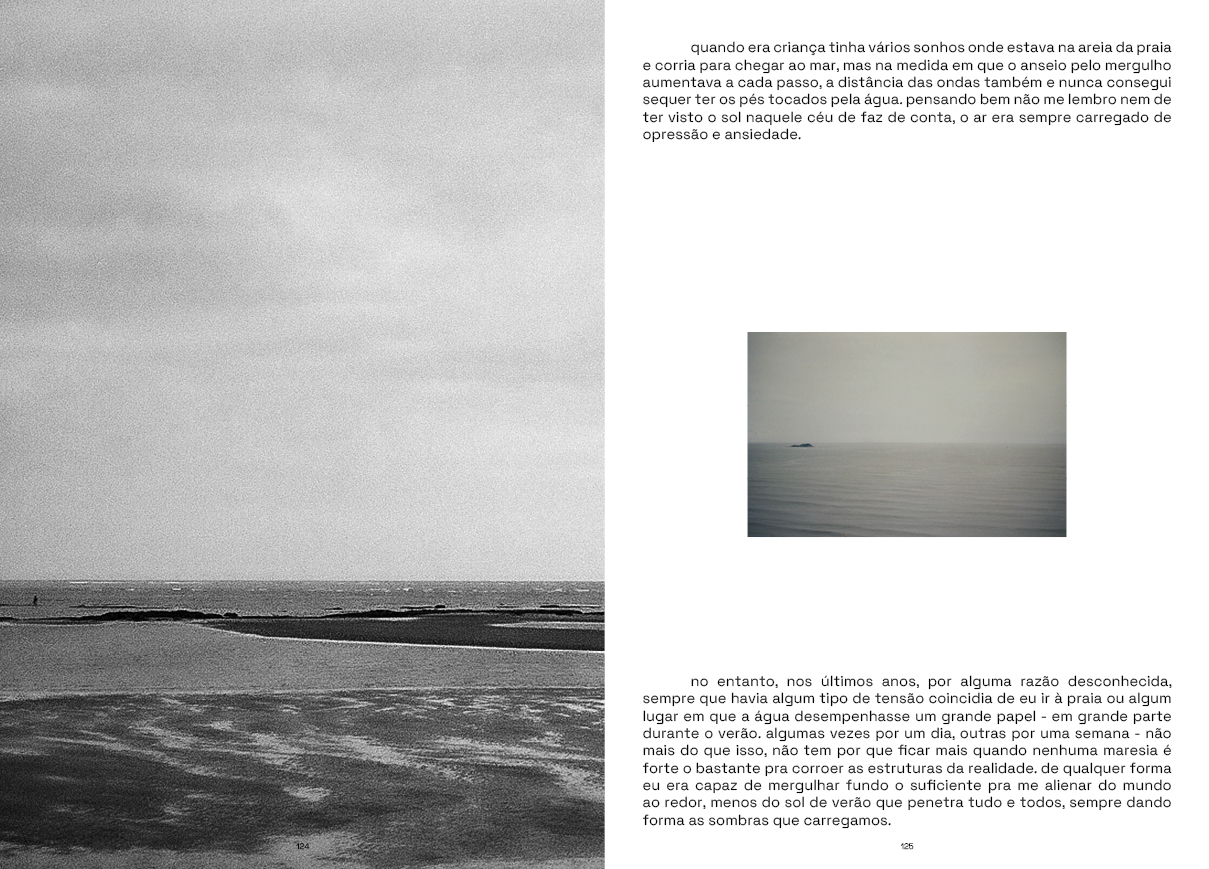 quando era criança tinha vários sonhos onde estava na areia da praia
e corria para chegar ao mar, mas na medida em que o anseio pelo mergulho
aumentava a cada passo, a distância das ondas também e nunca consegui
sequer ter os pés tocados pela água. pensando bem não me lembro nem de
ter visto o sol naquele céu de faz de conta, o ar era sempre carregado de
opressão e ansiedade.
no entanto, nos últimos anos, por alguma razão desconhecida,
sempre que havia algum tipo de tensão coincidia de eu ir à praia ou algum
lugar em que a água desempenhasse um grande papel - em grande parte
durante o verão. algumas vezes por um dia, outras por uma semana - não
mais do que isso, não tem por que ficar mais quando nenhuma maresia é
forte o bastante pra corroer as estruturas da realidade. de qualquer forma
eu era capaz de mergulhar fundo o suficiente pra me alienar do mundo
ao redor, menos do sol de verão que penetra tudo e todos, sempre dando
forma as sombras que carregamos.
124
125